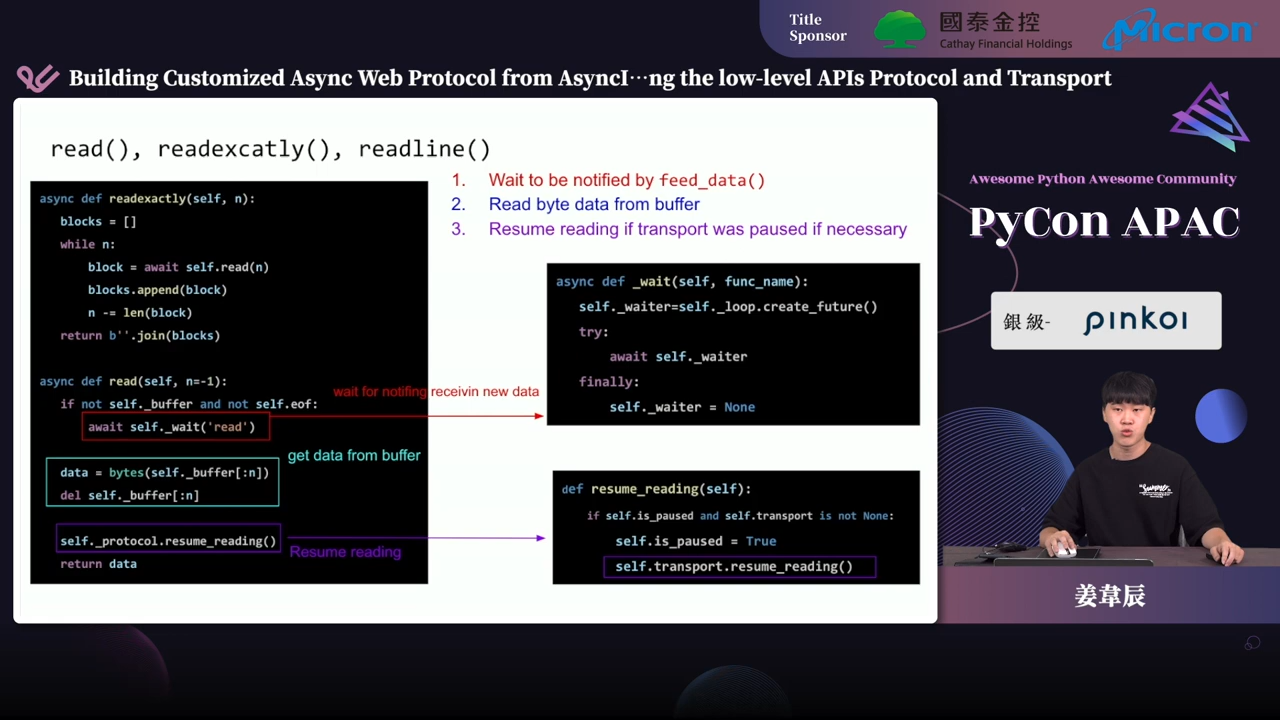 Title
Sponsor
國泰金控
Cathay Financial Holdings
Micron
Building Customized Async Web Protocol from AsyncI…ng the low-level APIs Protocol and Transport
read(), readexcatly(), readline()
1. Wait to be notified by feed_data()
2. Read byte data from buffer
3. Resume reading if transport was paused if necessary
async def readexactly(self, n):
blocks = []
while n:
block = await self.read(n)
blocks.append(block)
n -= len(block)
return b''.join(blocks)
async def read(self, n=-1):
if not self._buffer and not self.eof:
await self._wait('read')
data = bytes(self._buffer[:n])
del self._buffer[:n]
self._protocol.resume_reading()
return data
wait for notifing receivin new data
get data from buffer
Resume reading
async def _wait(self, func_name):
self._waiter=self._loop.create_future()
try:
await self._waiter
finally:
self._waiter = None
def resume_reading(self):
if self.is_paused and self.transport is not None:
self.is_paused = True
self.transport.resume_reading()
Awesome Python Awesome Community
PyCon APAC
銀級-
pinkoi
姜韋辰